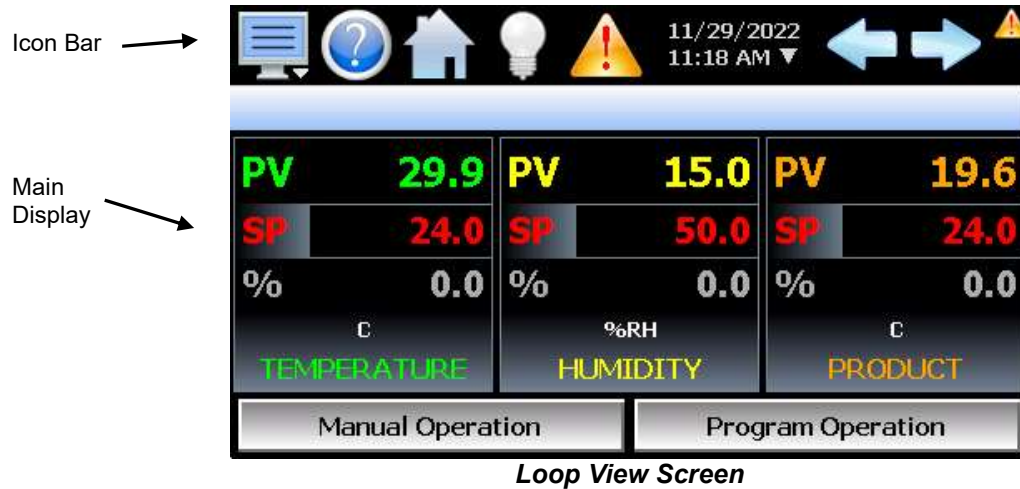 Icon Bar
11/29/2022
11:18 AM ▼
Main
Display
PV 29.9 PV 15.0 PV 19.6
SP 24.0 SP 50.0 SP 24.0
% 0.0 % 0.0 % 0.0
C %RH C
TEMPERATURE HUMIDITY PRODUCT
Manual Operation Program Operation
Loop View Screen